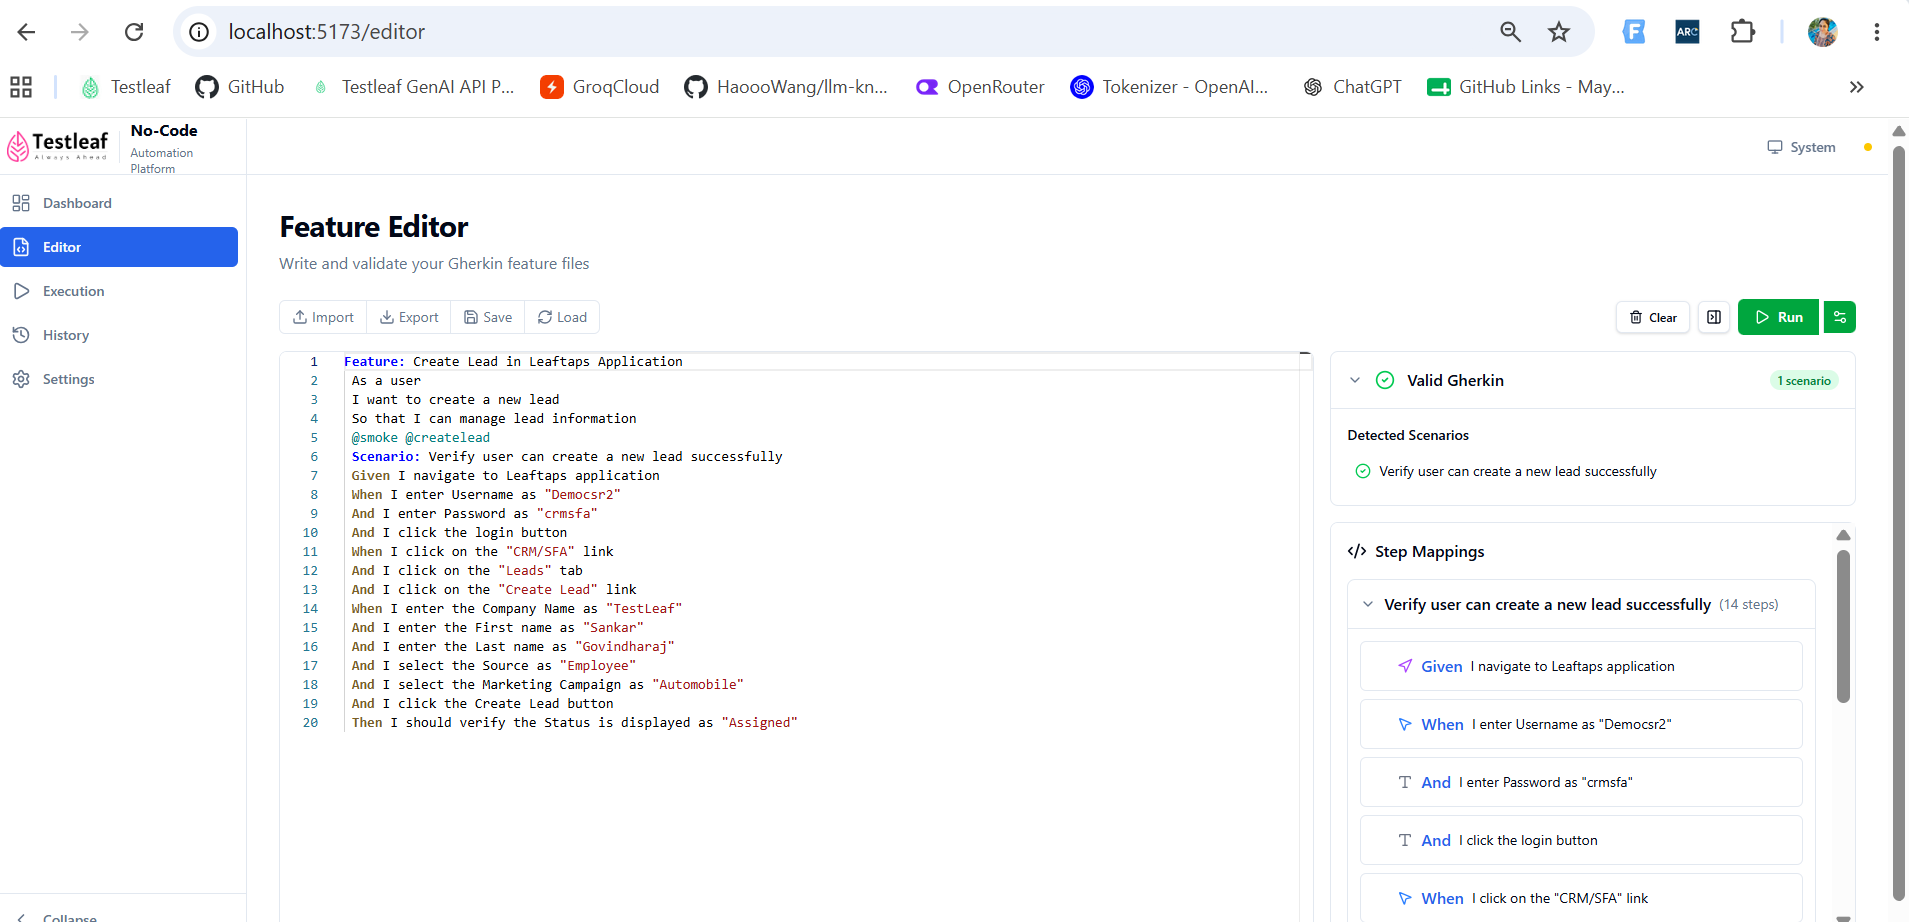 localhost:5173/editor
Testleaf
GitHub
Testleaf GenAI API P...
GroqCloud
HaoooWang/llm-kn...
OpenRouter
Tokenizer - OpenAI...
ChatGPT
GitHub Links - May...
F
ARC
Testleaf
Always Ahead
No-Code
Automation
Platform
System
Dashboard
Editor
Execution
History
Settings
Collapse
Feature Editor
Write and validate your Gherkin feature files
Import
Export
Save
Load
Clear
Run
1 Feature: Create Lead in Leaftaps Application
2 As a user
3 I want to create a new lead
4 So that I can manage lead information
5 @smoke @createlead
6 Scenario: Verify user can create a new lead successfully
7 Given I navigate to Leaftaps application
8 When I enter Username as "Democsr2"
9 And I enter Password as "crmsfa"
10 And I click the login button
11 When I click on the "CRM/SFA" link
12 And I click on the "Leads" tab
13 And I click on the "Create Lead" link
14 When I enter the Company Name as "TestLeaf"
15 And I enter the First name as "Sankar"
16 And I enter the Last name as "Govindharaj"
17 And I select the Source as "Employee"
18 And I select the Marketing Campaign as "Automobile"
19 And I click the Create Lead button
20 Then I should verify the Status is displayed as "Assigned"
Valid Gherkin
1 scenario
Detected Scenarios
Verify user can create a new lead successfully
Step Mappings
Verify user can create a new lead successfully (14 steps)
Given I navigate to Leaftaps application
When I enter Username as "Democsr2"
And I enter Password as "crmsfa"
And I click the login button
When I click on the "CRM/SFA" link